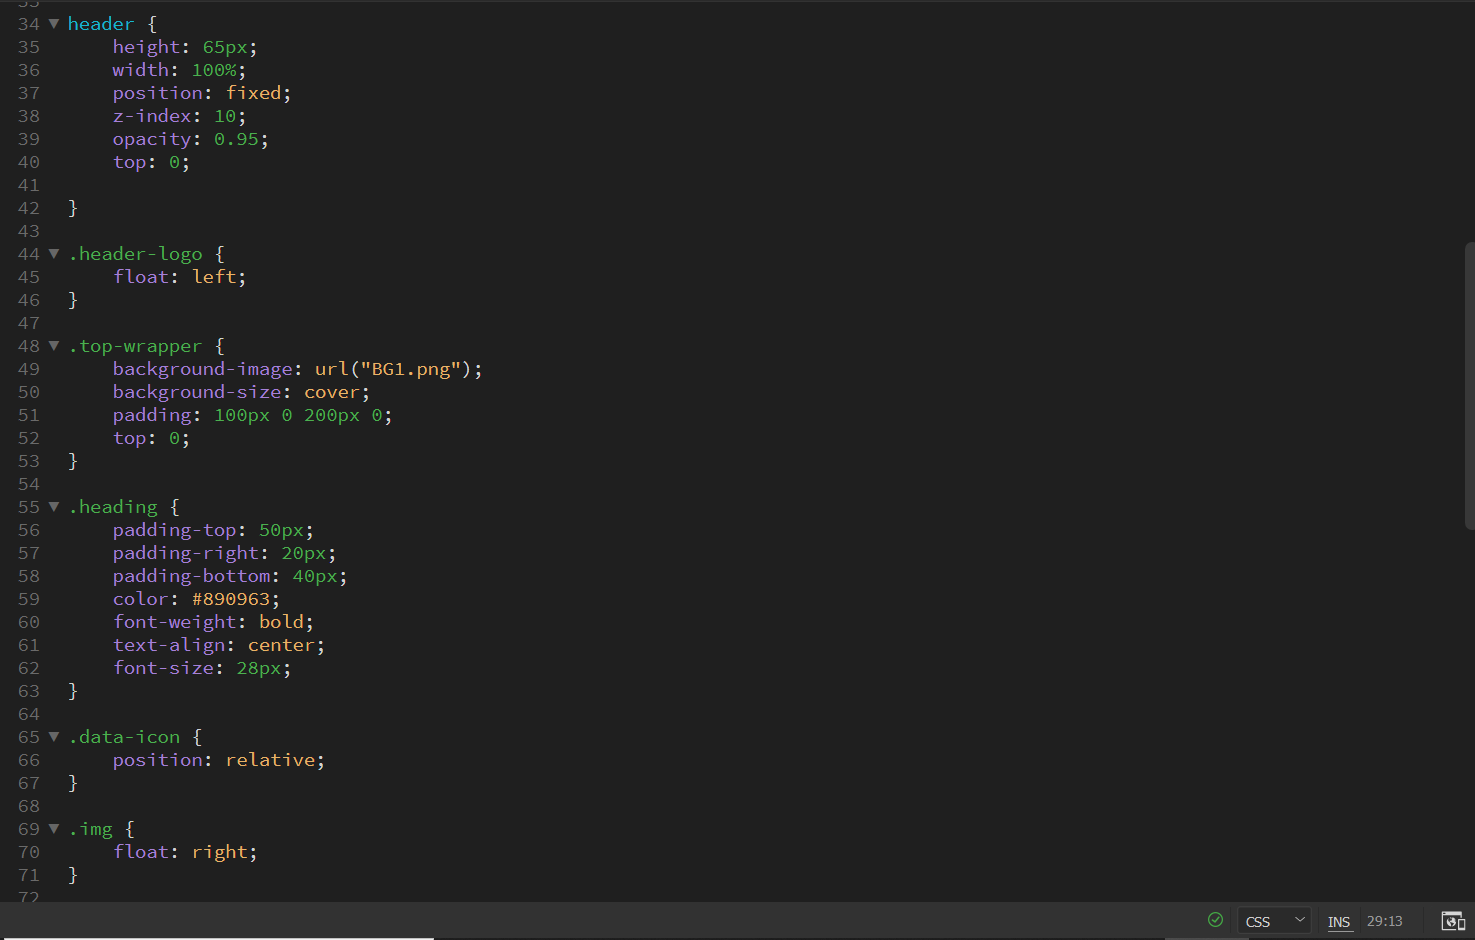 33
34 ▼ header {
35 height: 65px;
36 width: 100%;
37 position: fixed;
38 z-index: 10;
39 opacity: 0.95;
40 top: 0;
41
42 }
43
44 ▼ .header-logo {
45 float: left;
46 }
47
48 ▼ .top-wrapper {
49 background-image: url("BG1.png");
50 background-size: cover;
51 padding: 100px 0 200px 0;
52 top: 0;
53 }
54
55 ▼ .heading {
56 padding-top: 50px;
57 padding-right: 20px;
58 padding-bottom: 40px;
59 color: #890963;
60 font-weight: bold;
61 text-align: center;
62 font-size: 28px;
63 }
64
65 ▼ .data-icon {
66 position: relative;
67 }
68
69 ▼ .img {
70 float: right;
71 }
72
CSS INS 29:13